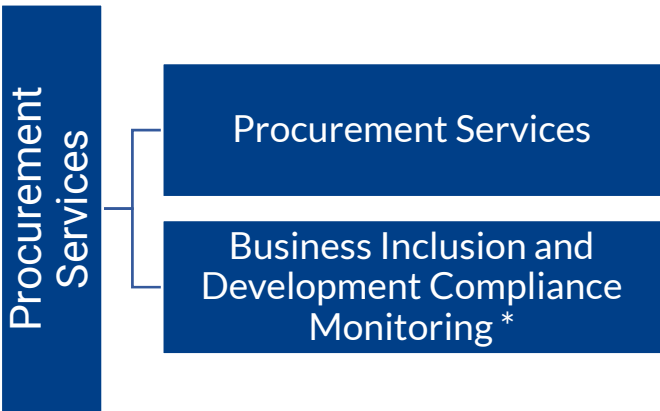 Procurement
Services
Procurement Services
Business Inclusion and
Development Compliance
Monitoring *